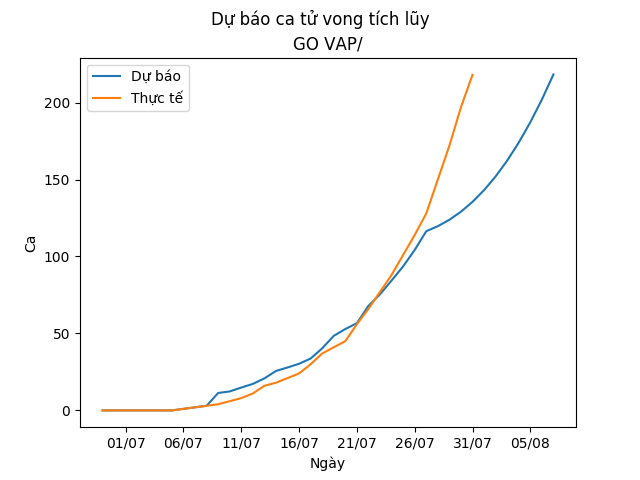 Dự báo ca tử vong tích lũy
GO VAP/
Dự báo
Thực tế
200
150
100
50
0
Ca
01/07 06/07 11/07 16/07 21/07 26/07 31/07 05/08
Ngày